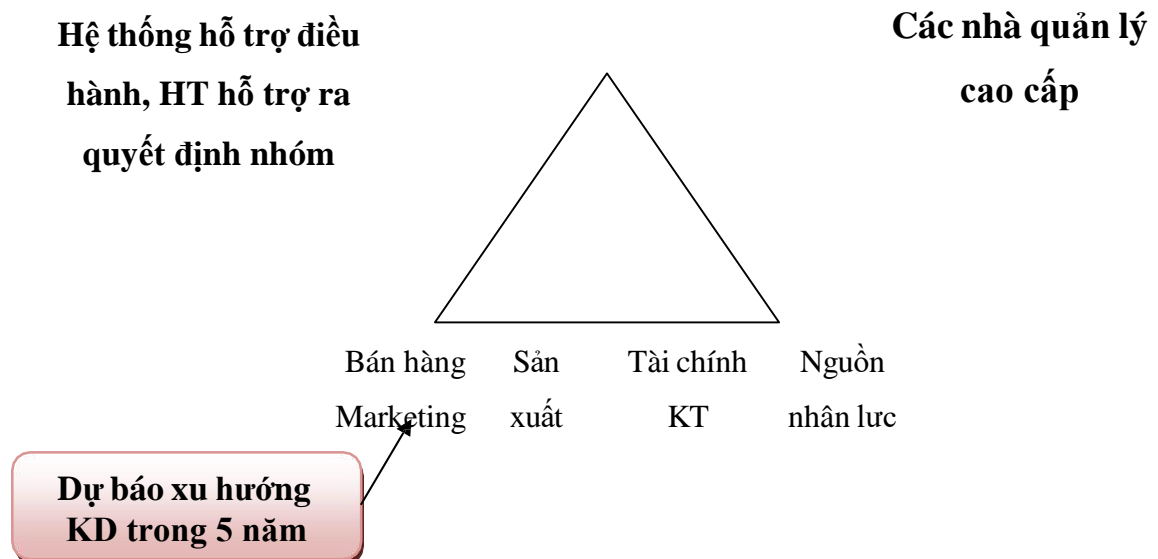 Hệ thống hỗ trợ điều
hành, HT hỗ trợ ra
quyết định nhóm
Các nhà quản lý
cao cấp
Bán hàng
Marketing
Sản
xuất
Tài chính
KT
Nguồn
nhân lưc
Dự báo xu hướng
KD trong 5 năm